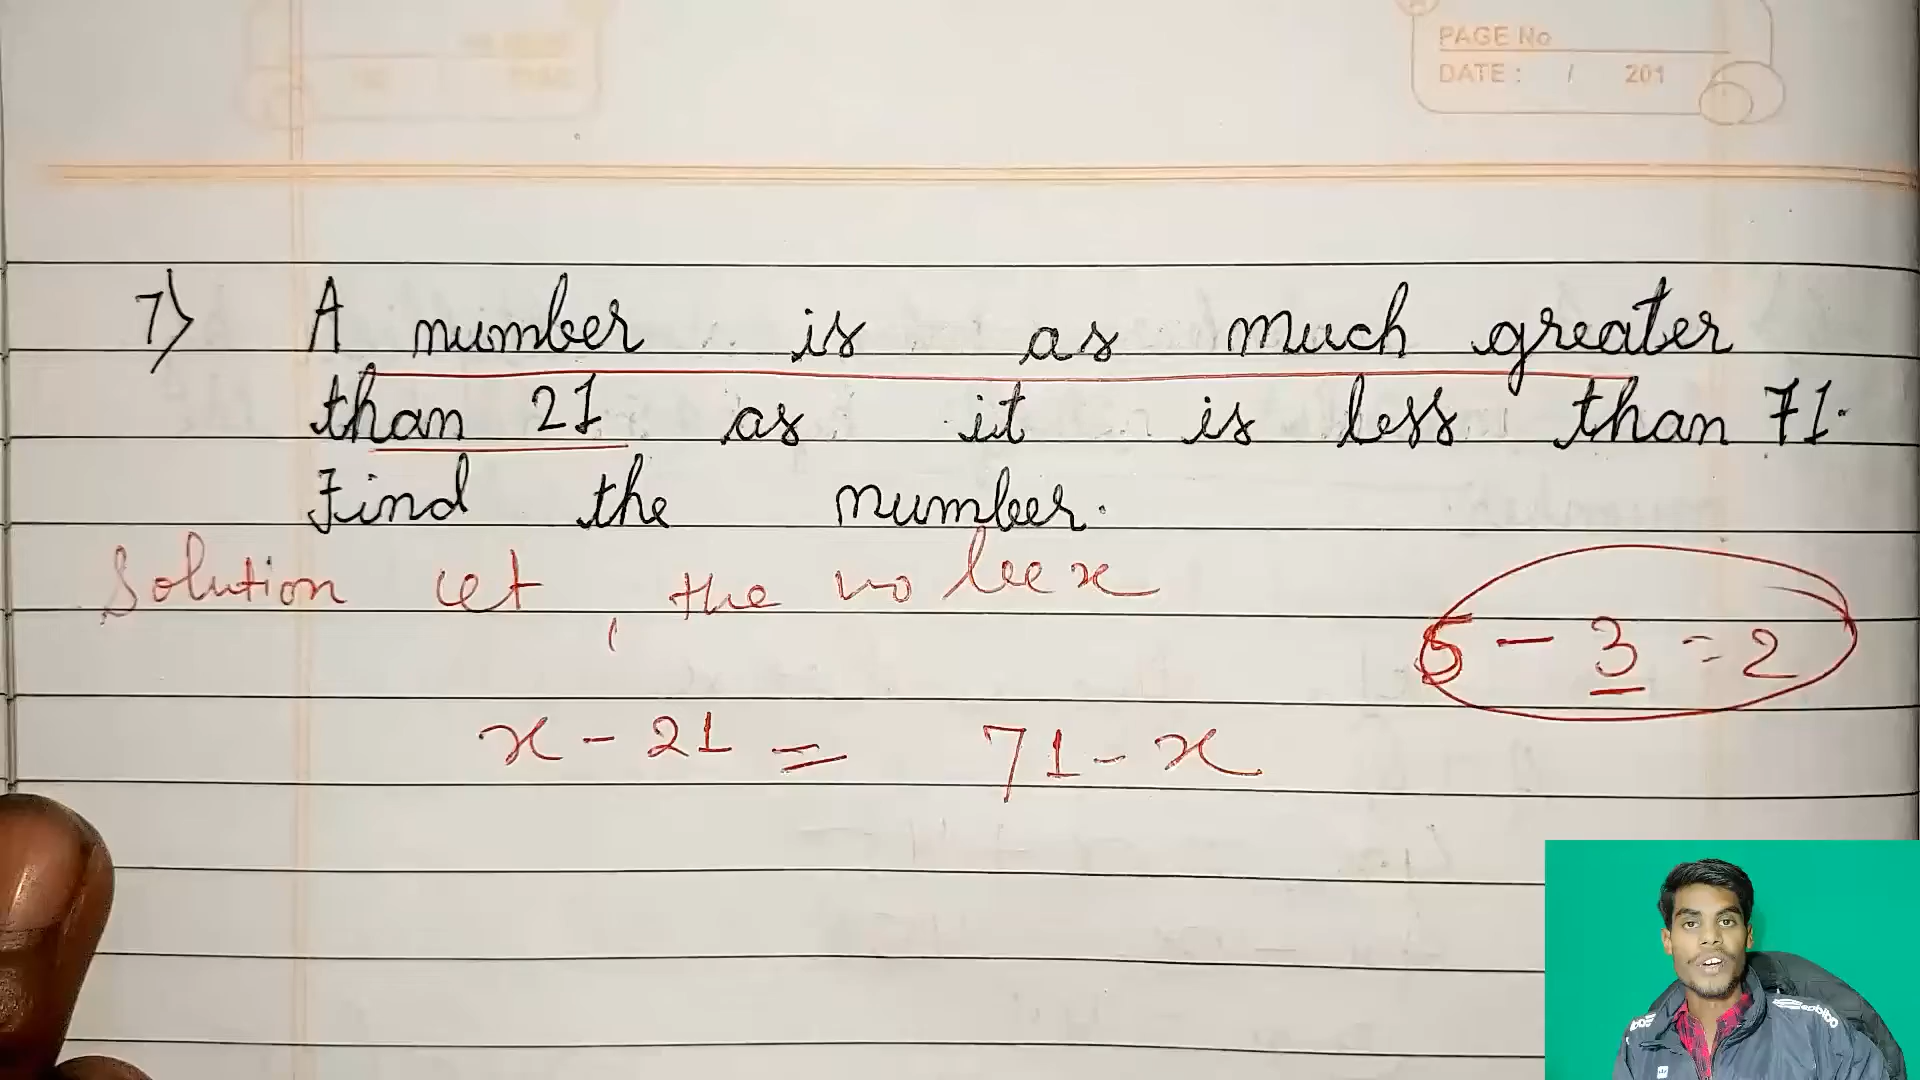 PAGE No
DATE : / 201
7) A number is as much greater
than 21 as it is less than 71.
Find the number.
Solution let, the no bee x
5 - 3 = 2
x - 21 = 71 - x